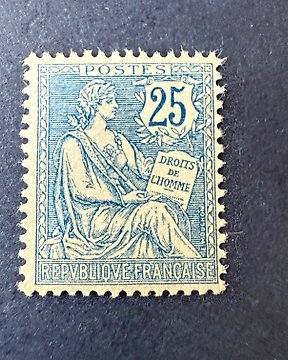 POSTES
25
DROITS
DE
L'HOMME
REPVBLIQVE FRANÇAISE